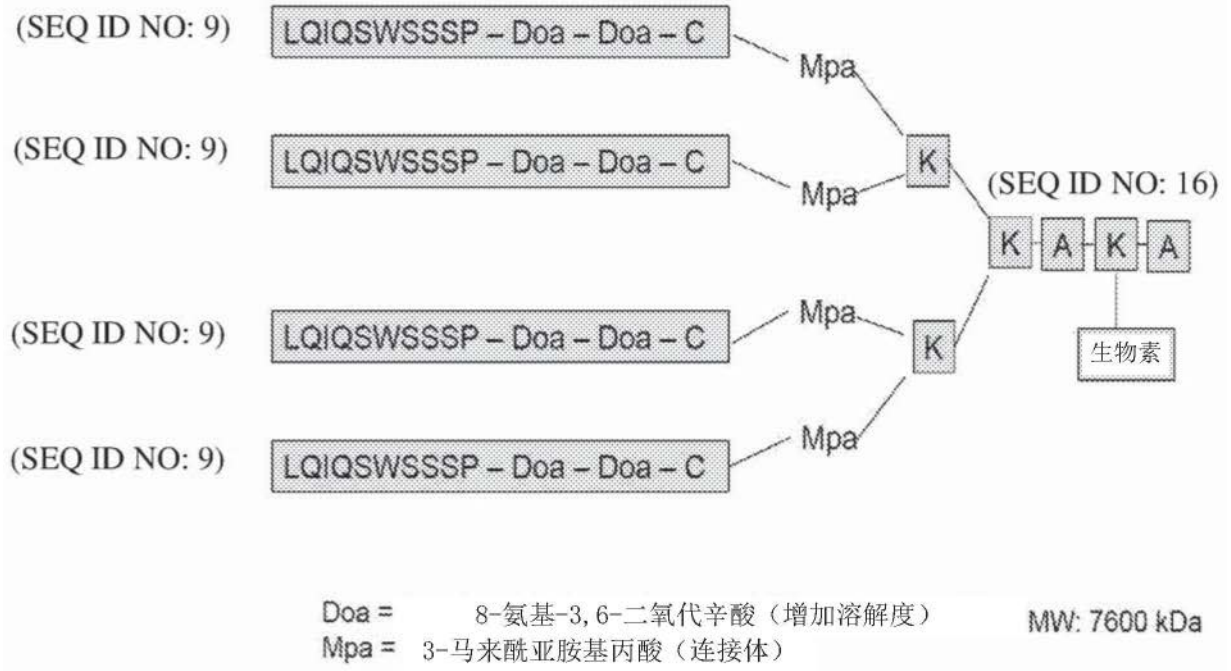 (SEQ ID NO: 9) LQIQSWSSSP – Doa – Doa – C
Mpa
(SEQ ID NO: 9) LQIQSWSSSP – Doa – Doa – C
Mpa
K
(SEQ ID NO: 16)
K A K A
(SEQ ID NO: 9) LQIQSWSSSP – Doa – Doa – C
Mpa
K
生物素
(SEQ ID NO: 9) LQIQSWSSSP – Doa – Doa – C
Mpa
Doa = 8-氨基-3,6-二氧代辛酸（增加溶解度） MW: 7600 kDa
Mpa = 3-马来酰亚胺基丙酸（连接体）